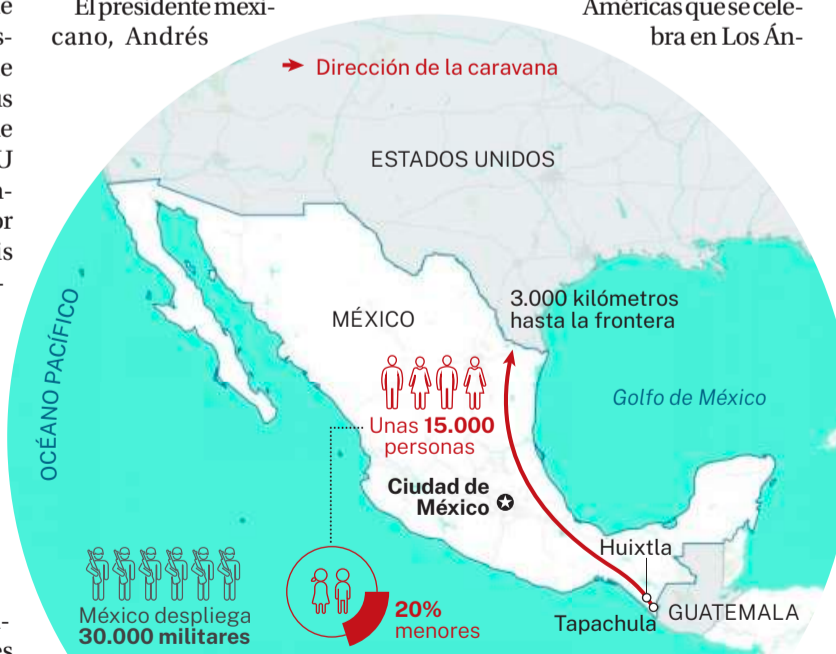 El presidente mexi-
cano, Andrés
Américas que se cele-
bra en Los Án-
Dirección de la caravana
ESTADOS UNIDOS
3.000 kilómetros
hasta la frontera
MÉXICO
OCÉANO PACÍFICO
Golfo de México
Unas 15.000
personas
Ciudad de
México
Huixtla
México despliega
30.000 militares
20%
menores
Tapachula
GUATEMALA